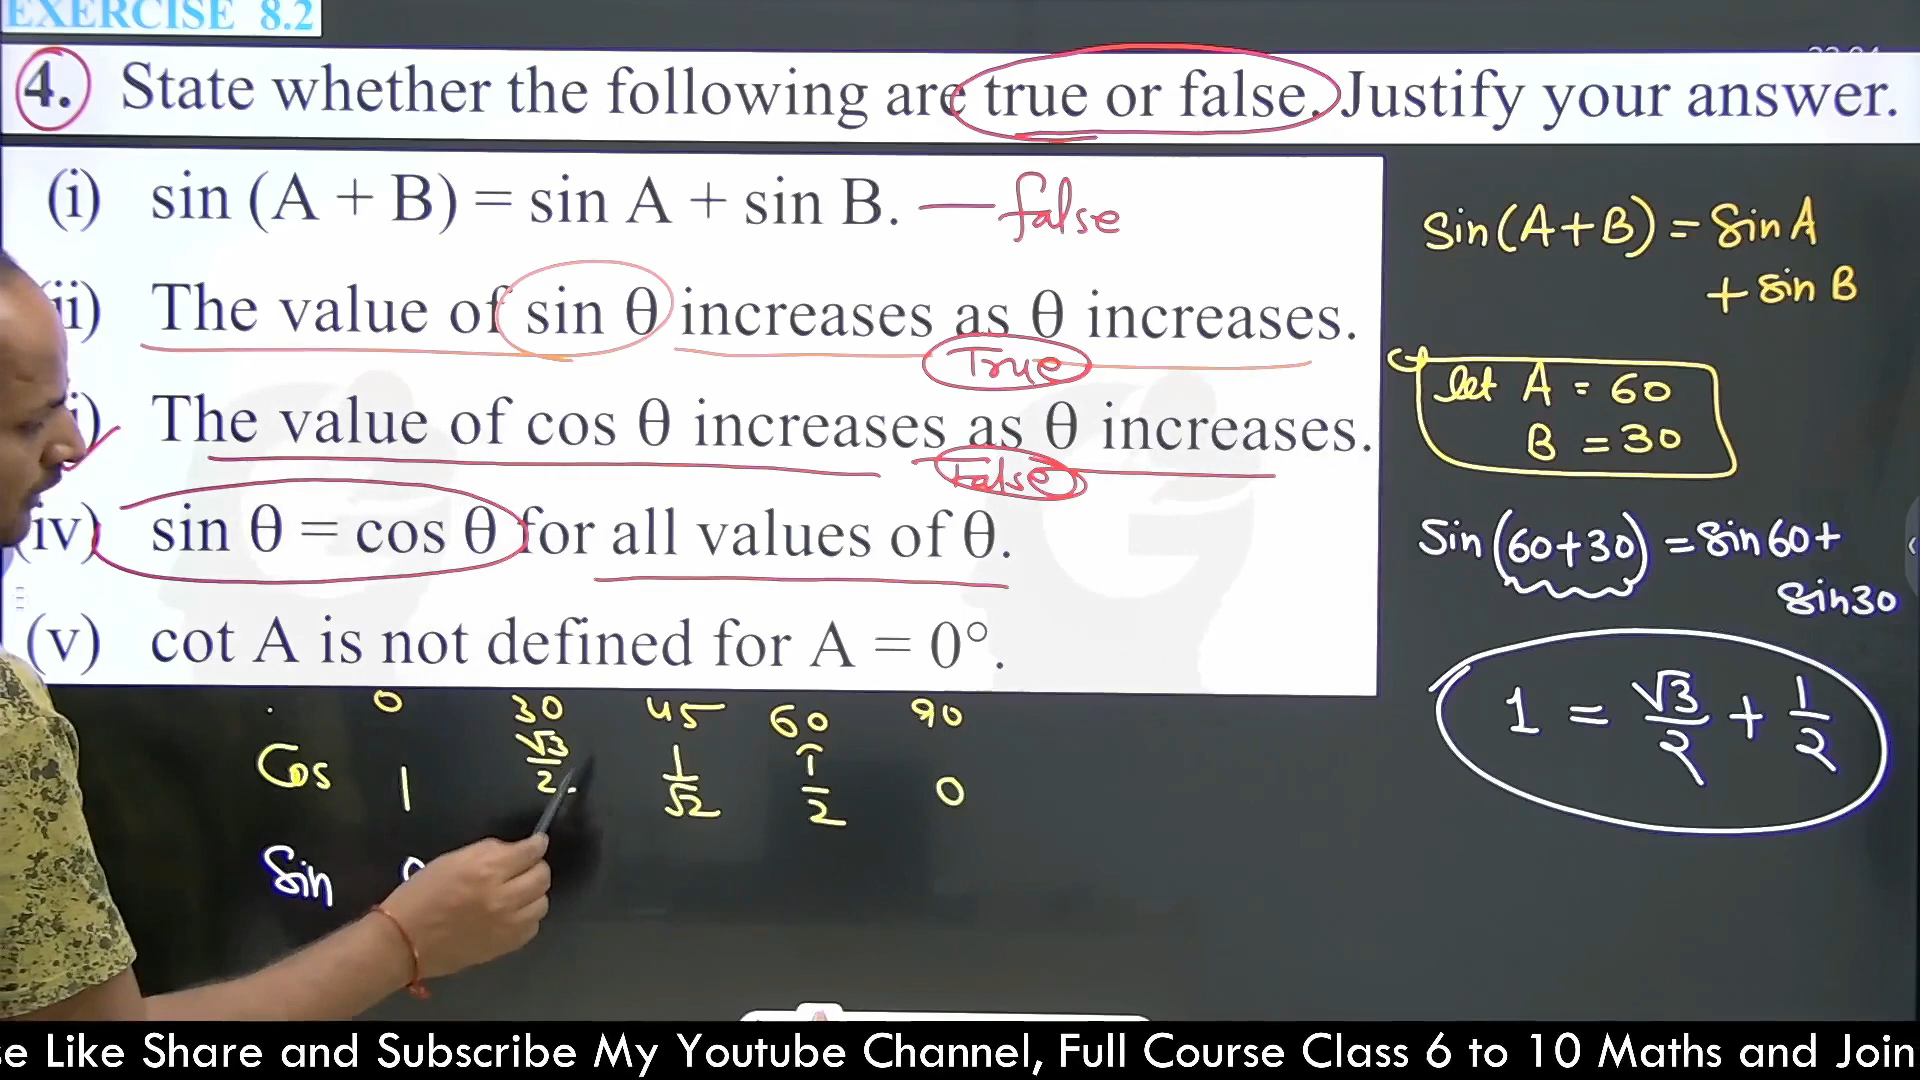 EXERCISE 8.2
4. State whether the following are true or false. Justify your answer.
(i) sin (A + B) = sin A + sin B. — false
ii) The value of sin θ increases as θ increases.
True
i) The value of cos θ increases as θ increases.
False
(iv) sin θ = cos θ for all values of θ.
(v) cot A is not defined for A = 0°.
0 30 45 60 90
Cos 1 √3/2 1/√2 1/2 0
Sin 0
Sin(A+B) = Sin A
+ Sin B
let A = 60
B = 30
Sin(60+30) = Sin60+
Sin30
1 = √3/2 + 1/2
se Like Share and Subscribe My Youtube Channel, Full Course Class 6 to 10 Maths and Join